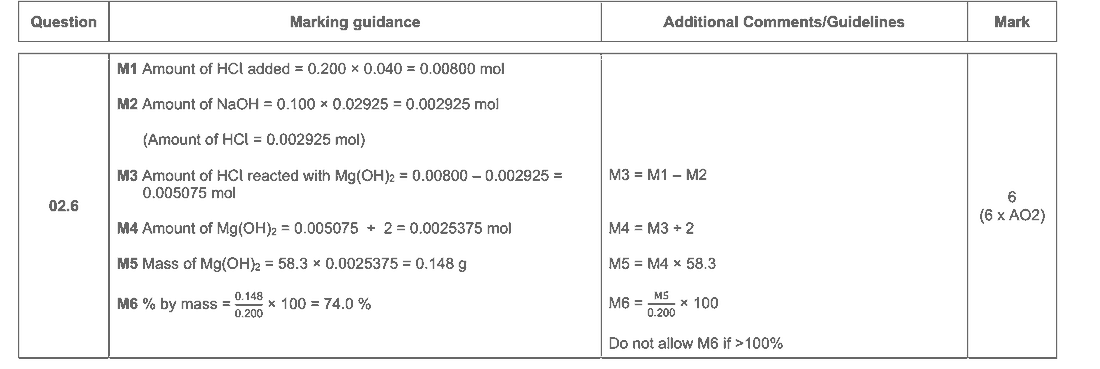 Question Marking guidance Additional Comments/Guidelines Mark
M1 Amount of HCl added = 0.200 × 0.040 = 0.00800 mol
M2 Amount of NaOH = 0.100 × 0.02925 = 0.002925 mol
(Amount of HCl = 0.002925 mol)
M3 Amount of HCl reacted with Mg(OH)₂ = 0.00800 – 0.002925 =
0.005075 mol
M3 = M1 – M2
02.6
6
(6 x AO2)
M4 Amount of Mg(OH)₂ = 0.005075 ÷ 2 = 0.0025375 mol
M4 = M3 ÷ 2
M5 Mass of Mg(OH)₂ = 58.3 × 0.0025375 = 0.148 g
M5 = M4 × 58.3
M6 % by mass = 0.148/0.200 × 100 = 74.0 %
M6 = M5/0.200 × 100
Do not allow M6 if >100%